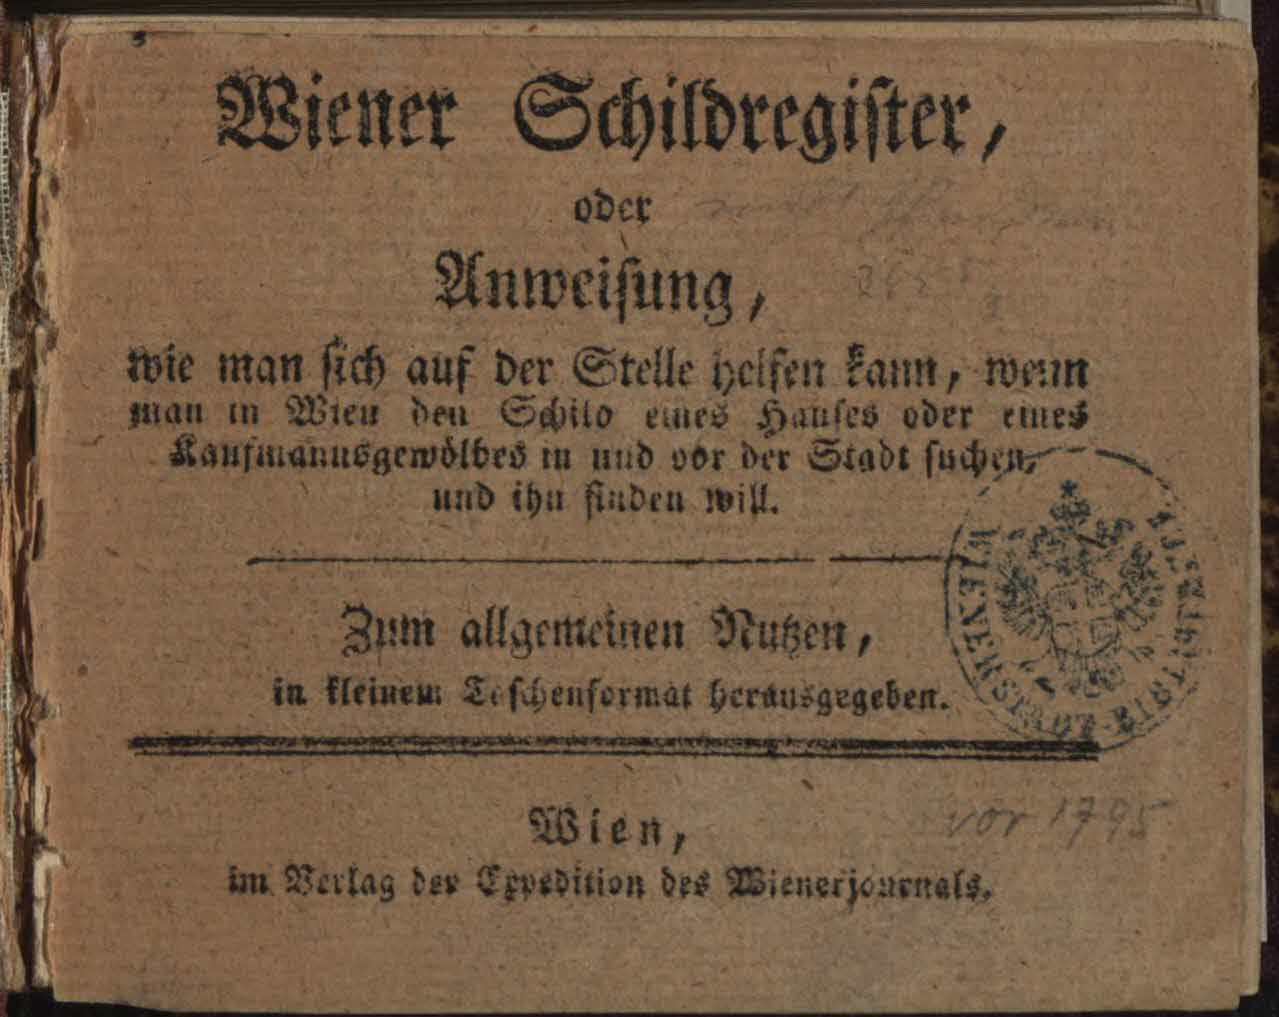 Wiener Schildregiſter,
oder
Anweiſung,
wie man ſich auf der Stelle helfen kann, wenn
man in Wien den Schild eines Hauſes oder eines
Kaufmannsgewölbes in und vor der Stadt ſuchen,
und ihn finden will.
Zum allgemeinen Nutzen,
in kleinem Taſchenformat herausgegeben.
Wien,
im Verlag der Expedition des Wienerjournals.
vor 1795
WIENER